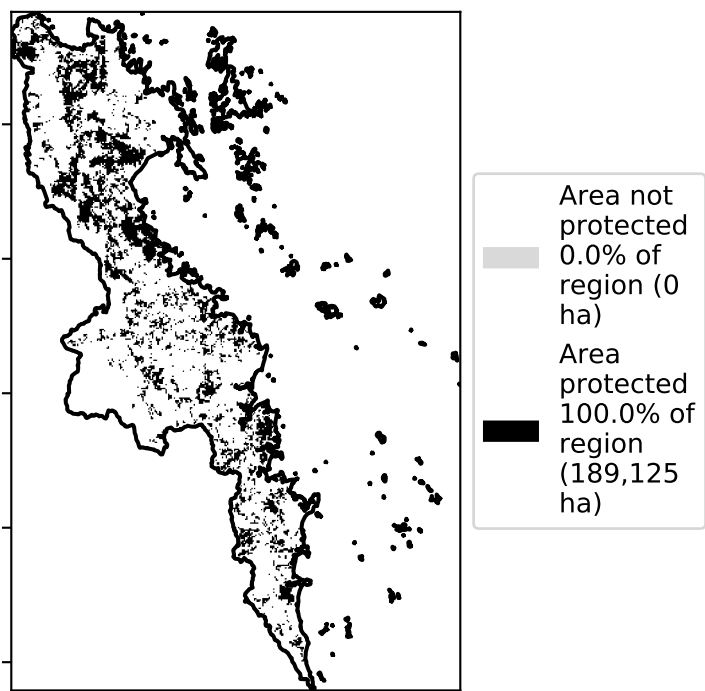 Area not
protected
0.0% of
region (0
ha)
Area
protected
100.0% of
region
(189,125
ha)